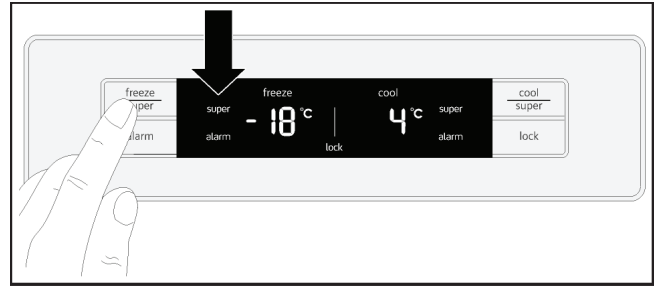 freeze
super
alarm
freeze
super
-18°C
alarm
lock
cool
4°C
super
alarm
cool
super
lock